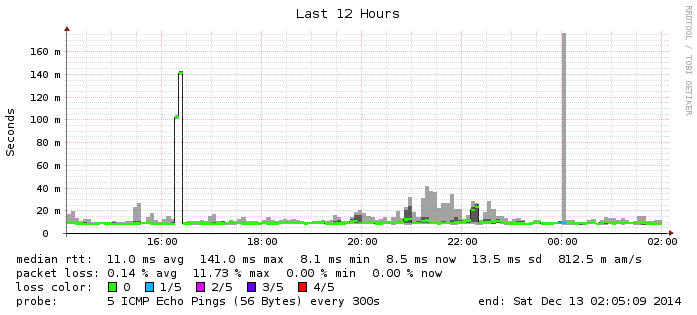 Last 12 Hours
RRDTOOL / TOBI OETIKER
Seconds
160 m
140 m
120 m
100 m
80 m
60 m
40 m
20 m
0
16:00 18:00 20:00 22:00 00:00 02:00
median rtt: 11.0 ms avg 141.0 ms max 8.1 ms min 8.5 ms now 13.5 ms sd 812.5 m am/s
packet loss: 0.14 % avg 11.73 % max 0.00 % min 0.00 % now
loss color: 0 1/5 2/5 3/5 4/5
probe: 5 ICMP Echo Pings (56 Bytes) every 300s end: Sat Dec 13 02:05:09 2014